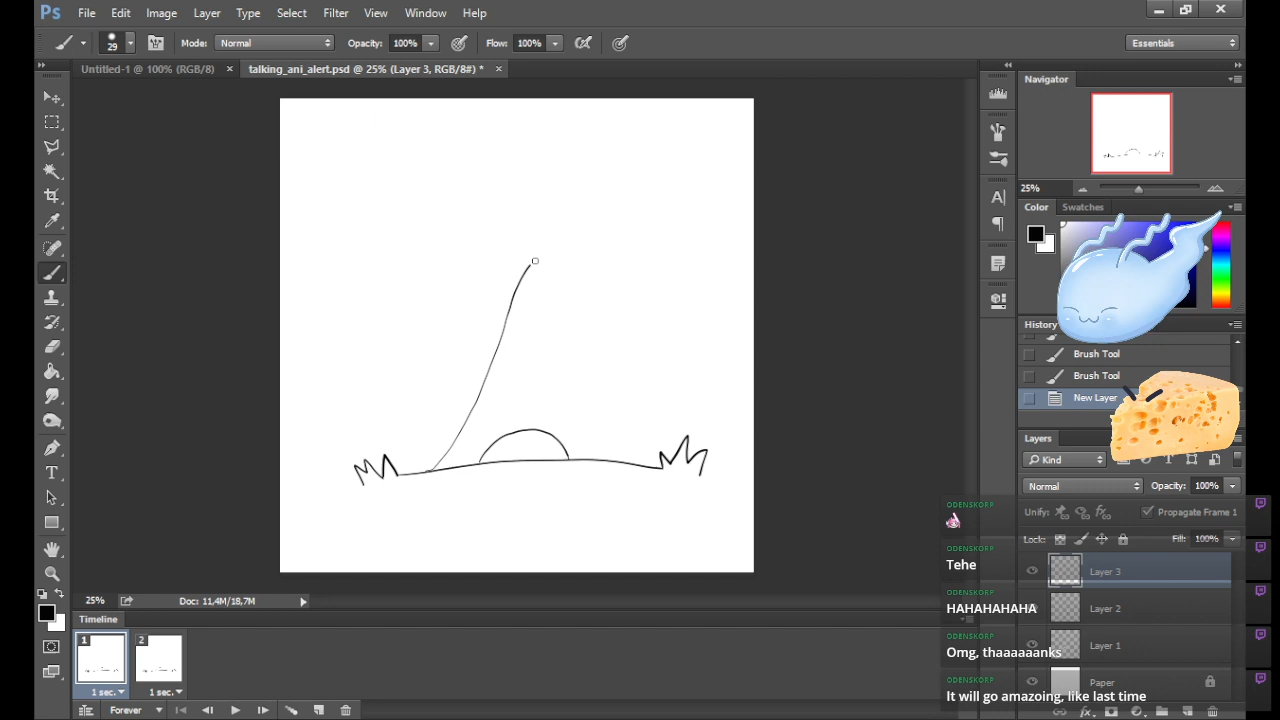 Ps File Edit Image Layer Type Select Filter View Window Help
29 Mode: Normal Opacity: 100% Flow: 100% Essentials
Untitled-1 @ 100% (RGB/8) × talking_ani_alert.psd @ 25% (Layer 3, RGB/8#) * ×
Navigator
25%
Color Swatches
History
Brush Tool
Brush Tool
New Layer
Layers
Kind
Normal Opacity: 100%
Unify: Propagate Frame 1
Lock: Fill: 100%
Layer 3
Layer 2
Layer 1
Paper
ODENSKORP
ODENSKORP
Tehe
ODENSKORP
HAHAHAHAHA
ODENSKORP
Omg, thaaaaaanks
ODENSKORP
It will go amazoing, like last time
25% Doc: 11,4M/18,7M
Timeline
1 2
1 sec. 1 sec.
Forever